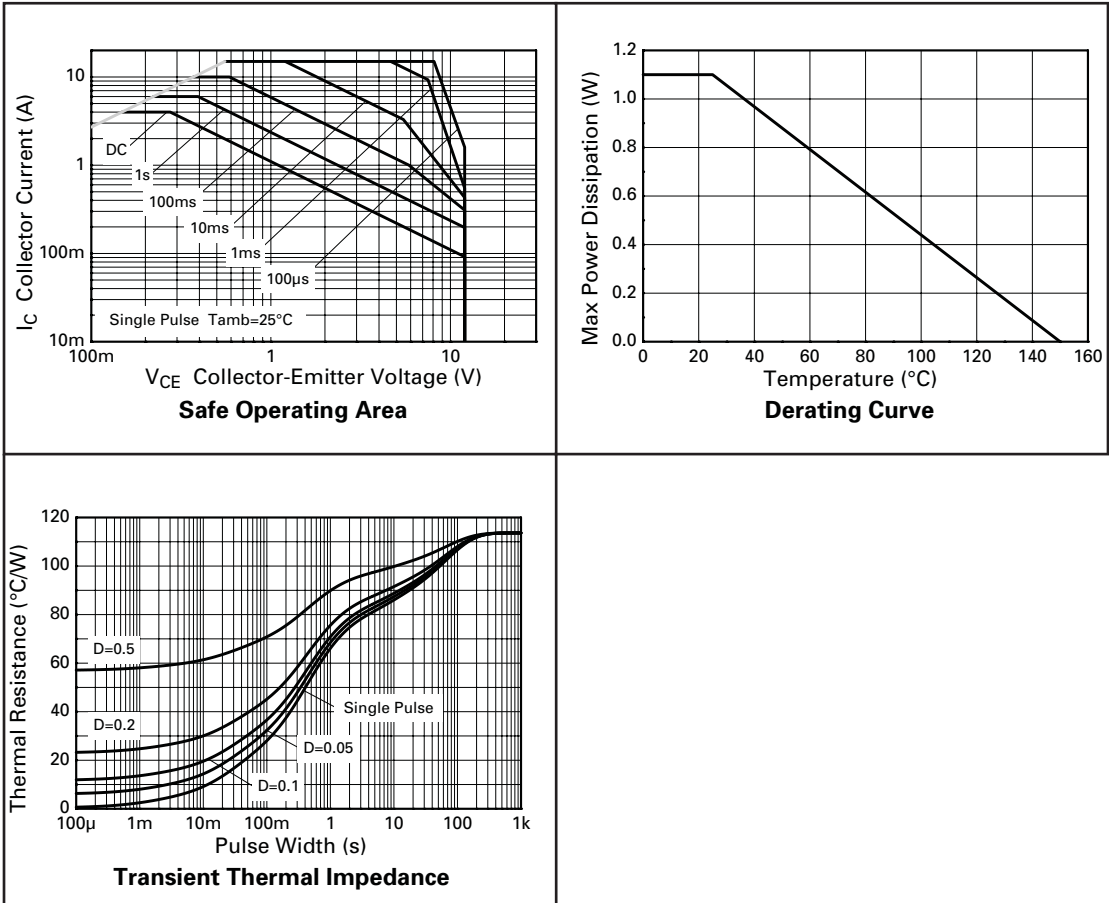 10
1
100m
10m
100m
1
10
I_C Collector Current (A)
DC
1s
100ms
10ms
1ms
100µs
Single Pulse Tamb=25°C
V_CE Collector-Emitter Voltage (V)
Safe Operating Area
1.2
1.0
0.8
0.6
0.4
0.2
0.0
0 20 40 60 80 100 120 140 160
Max Power Dissipation (W)
Temperature (°C)
Derating Curve
120
100
80
60
40
20
0
100µ 1m 10m 100m 1 10 100 1k
Thermal Resistance (°C/W)
D=0.5
D=0.2
Single Pulse
D=0.05
D=0.1
Pulse Width (s)
Transient Thermal Impedance